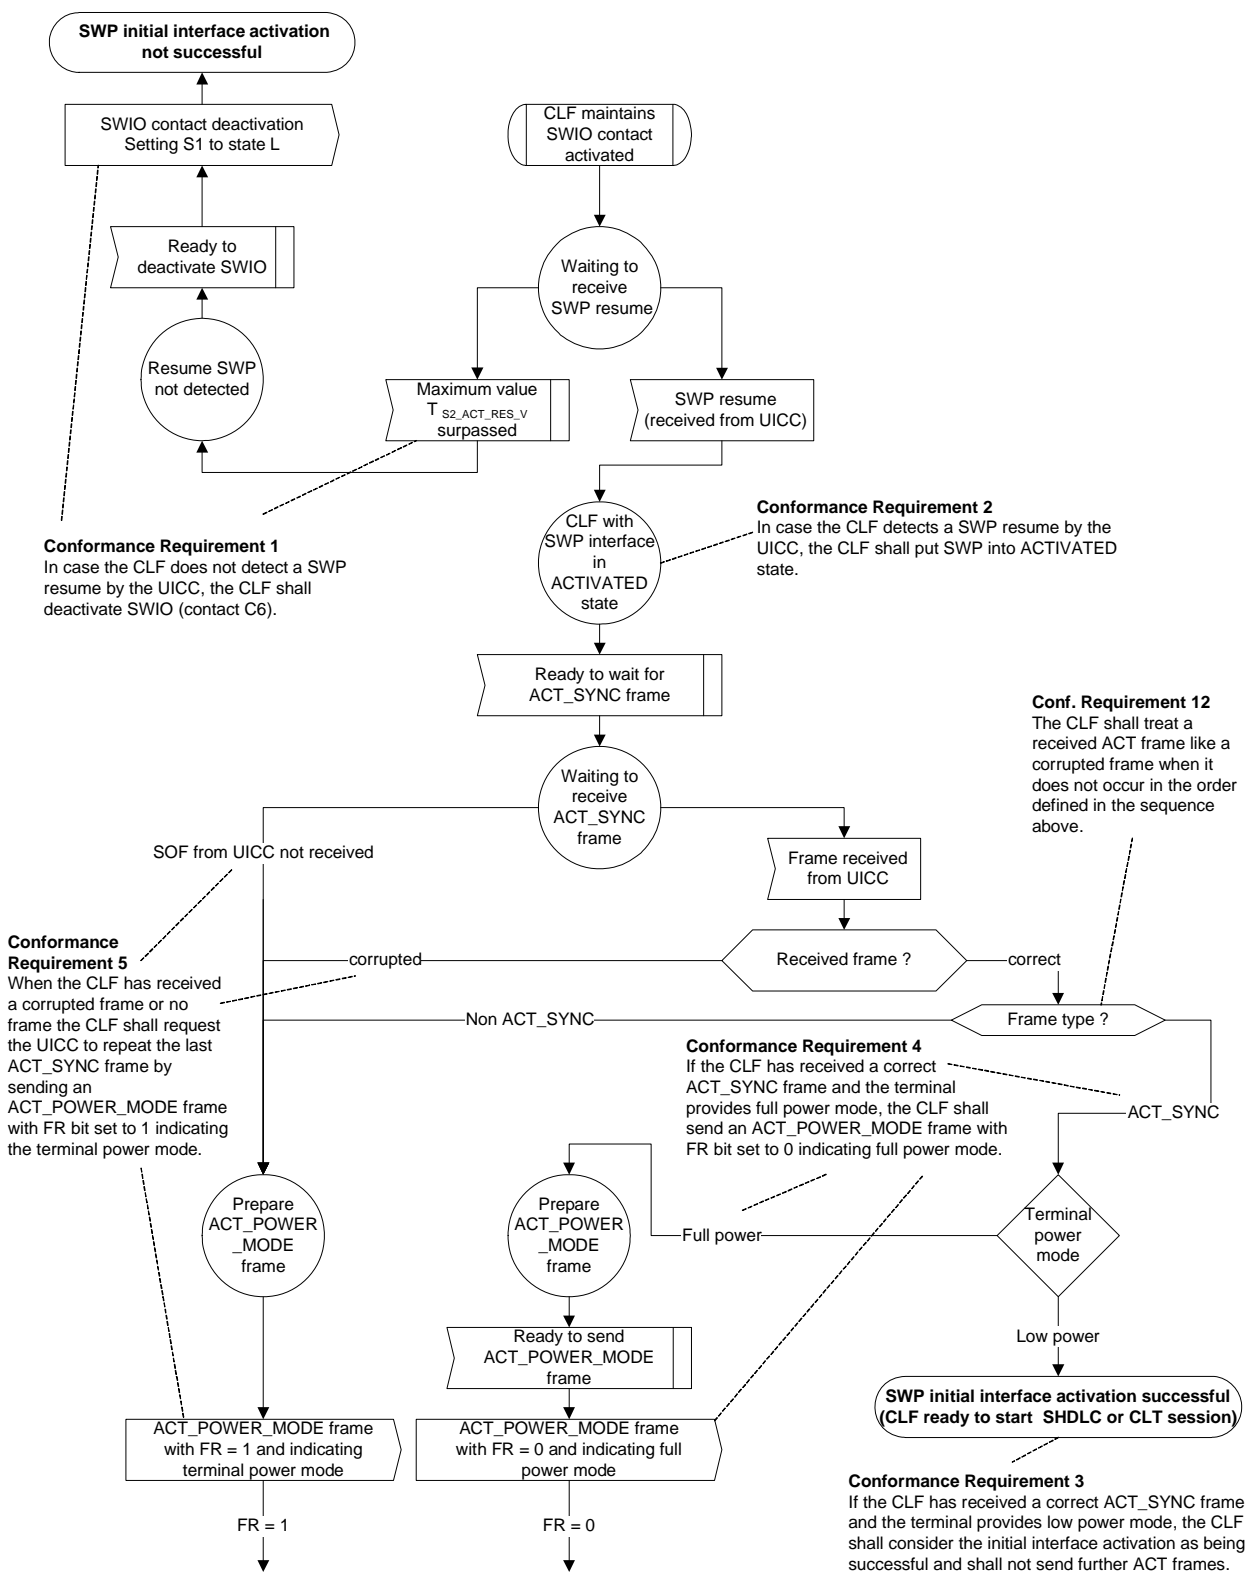 SWP initial interface activation
not successful
SWIO contact deactivation
Setting S1 to state L
CLF maintains
SWIO contact
activated
Ready to
deactivate SWIO
Waiting to
receive
SWP resume
Resume SWP
not detected
Maximum value
T S2_ACT_RES_V
surpassed
SWP resume
(received from UICC)
Conformance Requirement 1
In case the CLF does not detect a SWP
resume by the UICC, the CLF shall
deactivate SWIO (contact C6).
CLF with
SWP interface
in
ACTIVATED
state
Conformance Requirement 2
In case the CLF detects a SWP resume by the
UICC, the CLF shall put SWP into ACTIVATED
state.
Ready to wait for
ACT_SYNC frame
Conf. Requirement 12
The CLF shall treat a
received ACT frame like a
corrupted frame when it
does not occur in the order
defined in the sequence
above.
Waiting to
receive
ACT_SYNC
frame
SOF from UICC not received
Frame received
from UICC
Conformance
Requirement 5
When the CLF has received
a corrupted frame or no
frame the CLF shall request
the UICC to repeat the last
ACT_SYNC frame by
sending an
ACT_POWER_MODE frame
with FR bit set to 1 indicating
the terminal power mode.
corrupted
Received frame ?
correct
Non ACT_SYNC
Frame type ?
Conformance Requirement 4
If the CLF has received a correct
ACT_SYNC frame and the terminal
provides full power mode, the CLF shall
send an ACT_POWER_MODE frame with
FR bit set to 0 indicating full power mode.
ACT_SYNC
Prepare
ACT_POWER
_MODE
frame
Prepare
ACT_POWER
_MODE
frame
Full power
Terminal
power
mode
Ready to send
ACT_POWER_MODE
frame
Low power
SWP initial interface activation successful
(CLF ready to start SHDLC or CLT session)
ACT_POWER_MODE frame
with FR = 1 and indicating
terminal power mode
ACT_POWER_MODE frame
with FR = 0 and indicating full
power mode
Conformance Requirement 3
If the CLF has received a correct ACT_SYNC frame
and the terminal provides low power mode, the CLF
shall consider the initial interface activation as being
successful and shall not send further ACT frames.
FR = 1
FR = 0